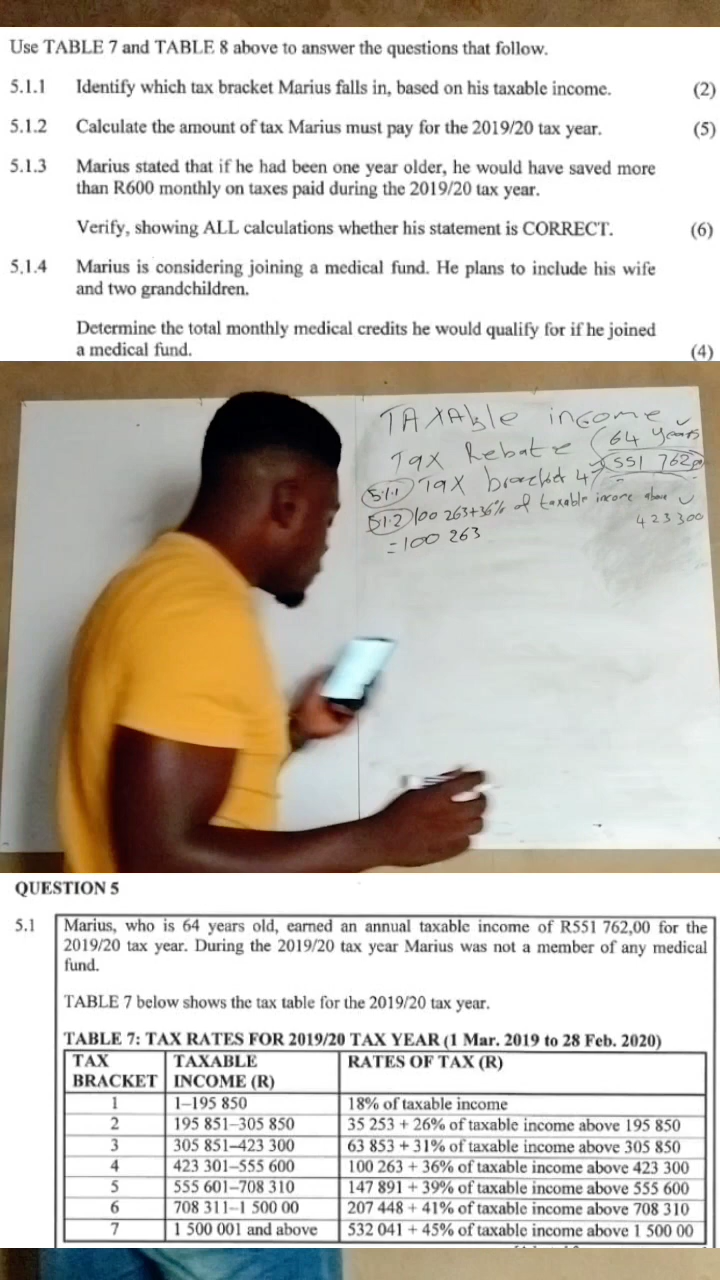 Use TABLE 7 and TABLE 8 above to answer the questions that follow.
5.1.1 Identify which tax bracket Marius falls in, based on his taxable income. (2)
5.1.2 Calculate the amount of tax Marius must pay for the 2019/20 tax year. (5)
5.1.3 Marius stated that if he had been one year older, he would have saved more
than R600 monthly on taxes paid during the 2019/20 tax year.
Verify, showing ALL calculations whether his statement is CORRECT. (6)
5.1.4 Marius is considering joining a medical fund. He plans to include his wife
and two grandchildren.
Determine the total monthly medical credits he would qualify for if he joined
a medical fund. (4)
TAXAble income
Tax Rebate (64 years
551 762
5.1.1 Tax bracket 4
5.1.2 100 263+36% of taxable income above
423 300
=100 263
QUESTION 5
5.1 Marius, who is 64 years old, earned an annual taxable income of R551 762,00 for the
2019/20 tax year. During the 2019/20 tax year Marius was not a member of any medical
fund.
TABLE 7 below shows the tax table for the 2019/20 tax year.
TABLE 7: TAX RATES FOR 2019/20 TAX YEAR (1 Mar. 2019 to 28 Feb. 2020)
TAX TAXABLE RATES OF TAX (R)
BRACKET INCOME (R)
1 1–195 850 18% of taxable income
2 195 851–305 850 35 253 + 26% of taxable income above 195 850
3 305 851–423 300 63 853 + 31% of taxable income above 305 850
4 423 301–555 600 100 263 + 36% of taxable income above 423 300
5 555 601–708 310 147 891 + 39% of taxable income above 555 600
6 708 311–1 500 00 207 448 + 41% of taxable income above 708 310
7 1 500 001 and above 532 041 + 45% of taxable income above 1 500 00